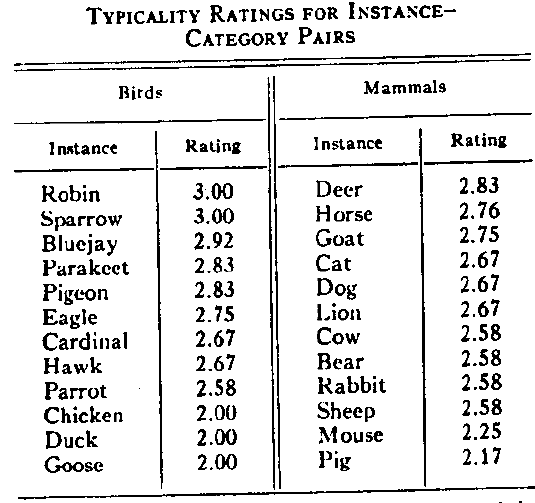 TYPICALITY RATINGS FOR INSTANCE–
CATEGORY PAIRS
Birds Mammals
Instance Rating Instance Rating
Robin 3.00 Deer 2.83
Sparrow 3.00 Horse 2.76
Bluejay 2.92 Goat 2.75
Parakeet 2.83 Cat 2.67
Pigeon 2.83 Dog 2.67
Eagle 2.75 Lion 2.67
Cardinal 2.67 Cow 2.58
Hawk 2.67 Bear 2.58
Parrot 2.58 Rabbit 2.58
Chicken 2.00 Sheep 2.58
Duck 2.00 Mouse 2.25
Goose 2.00 Pig 2.17